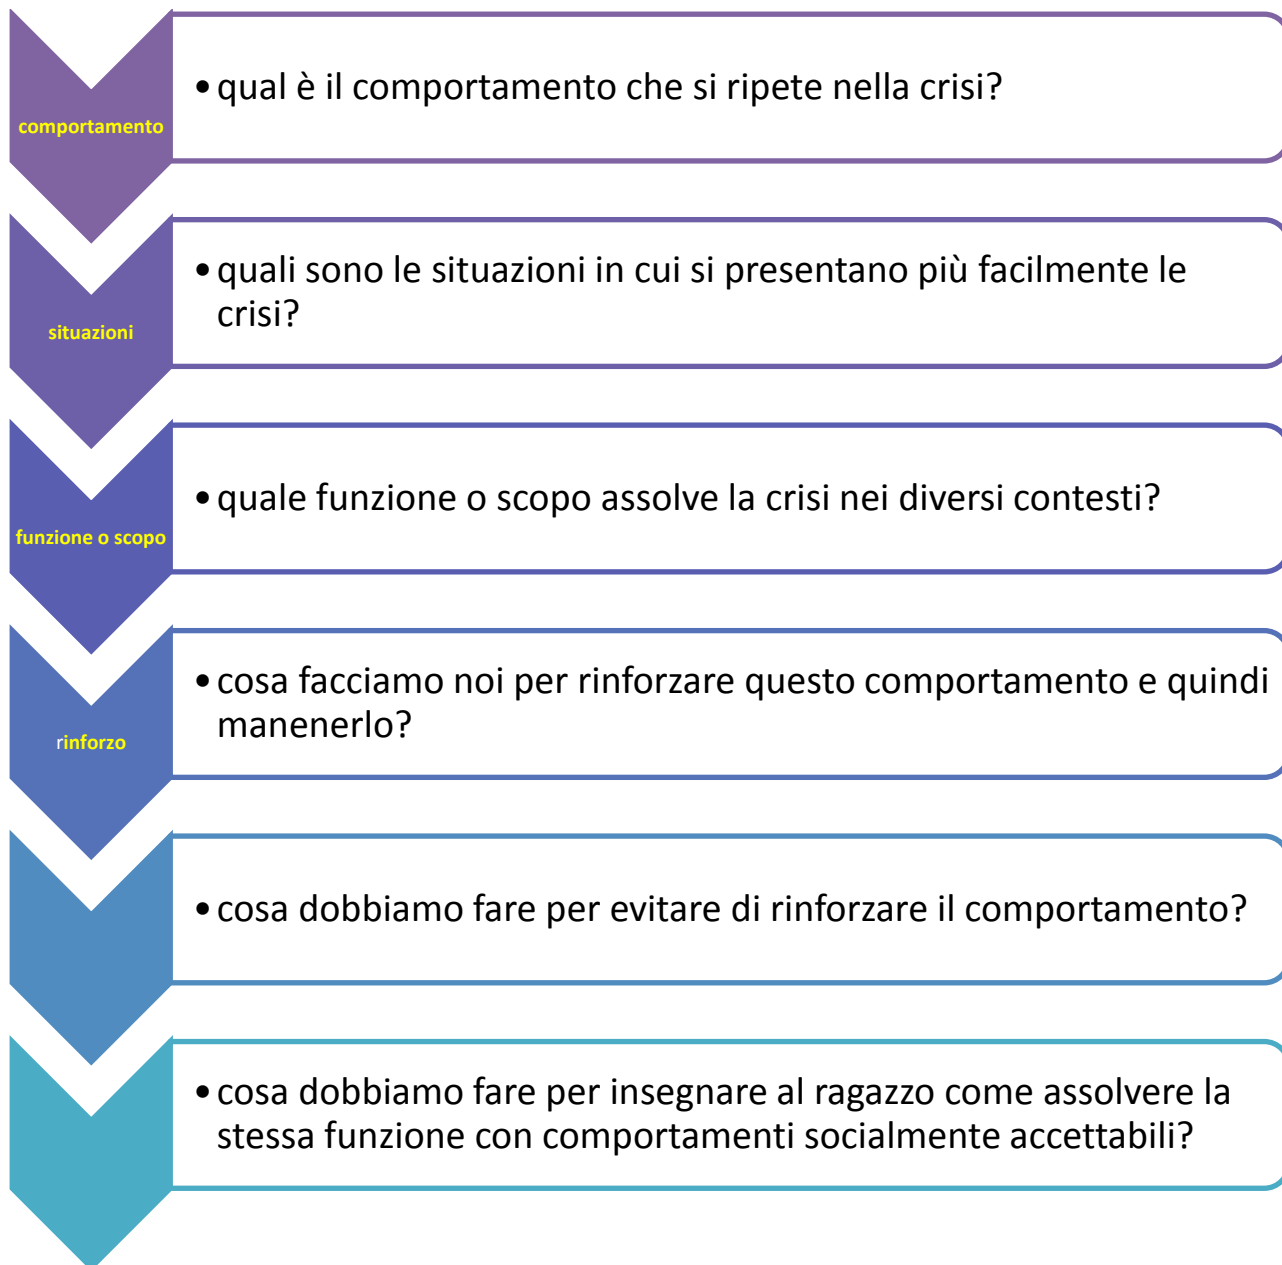 • qual è il comportamento che si ripete nella crisi?
comportamento
• quali sono le situazioni in cui si presentano più facilmente le
crisi?
situazioni
• quale funzione o scopo assolve la crisi nei diversi contesti?
funzione o scopo
• cosa facciamo noi per rinforzare questo comportamento e quindi
manenerlo?
rinforzo
• cosa dobbiamo fare per evitare di rinforzare il comportamento?
• cosa dobbiamo fare per insegnare al ragazzo come assolvere la
stessa funzione con comportamenti socialmente accettabili?